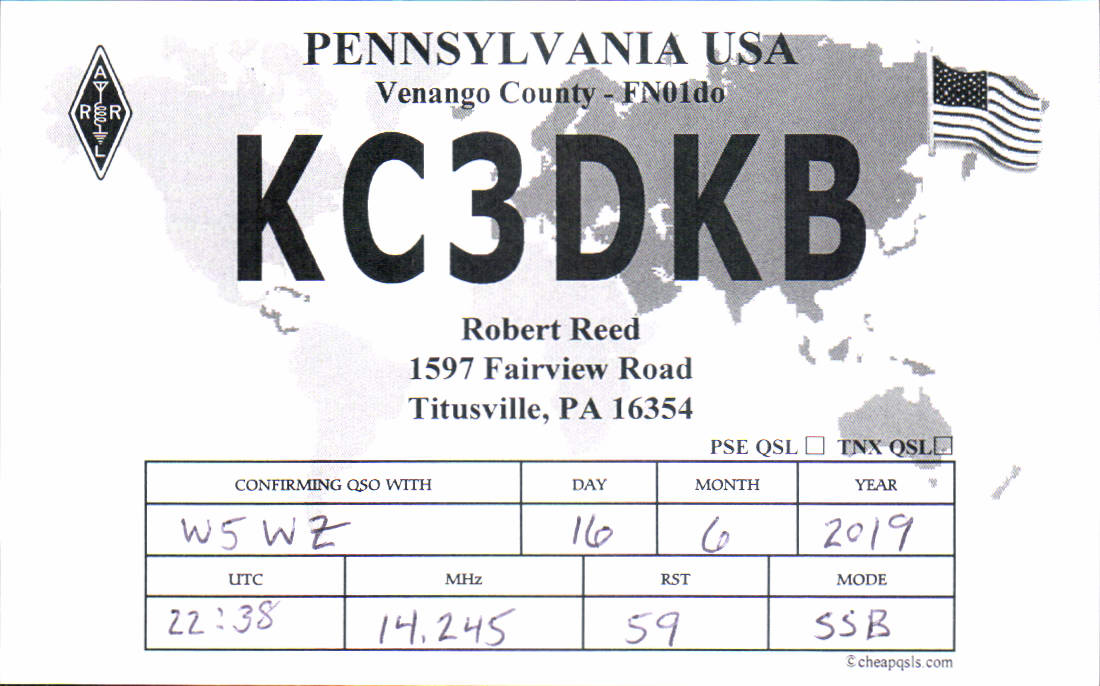 PENNSYLVANIA USA
Venango County - FN01do
ARRL
KC3DKB
Robert Reed
1597 Fairview Road
Titusville, PA 16354
PSE QSL ☐ TNX QSL ☐
CONFIRMING QSO WITH DAY MONTH YEAR
W5WZ 16 6 2019
UTC MHz RST MODE
22:38 14.245 59 SSB
©cheapqsls.com